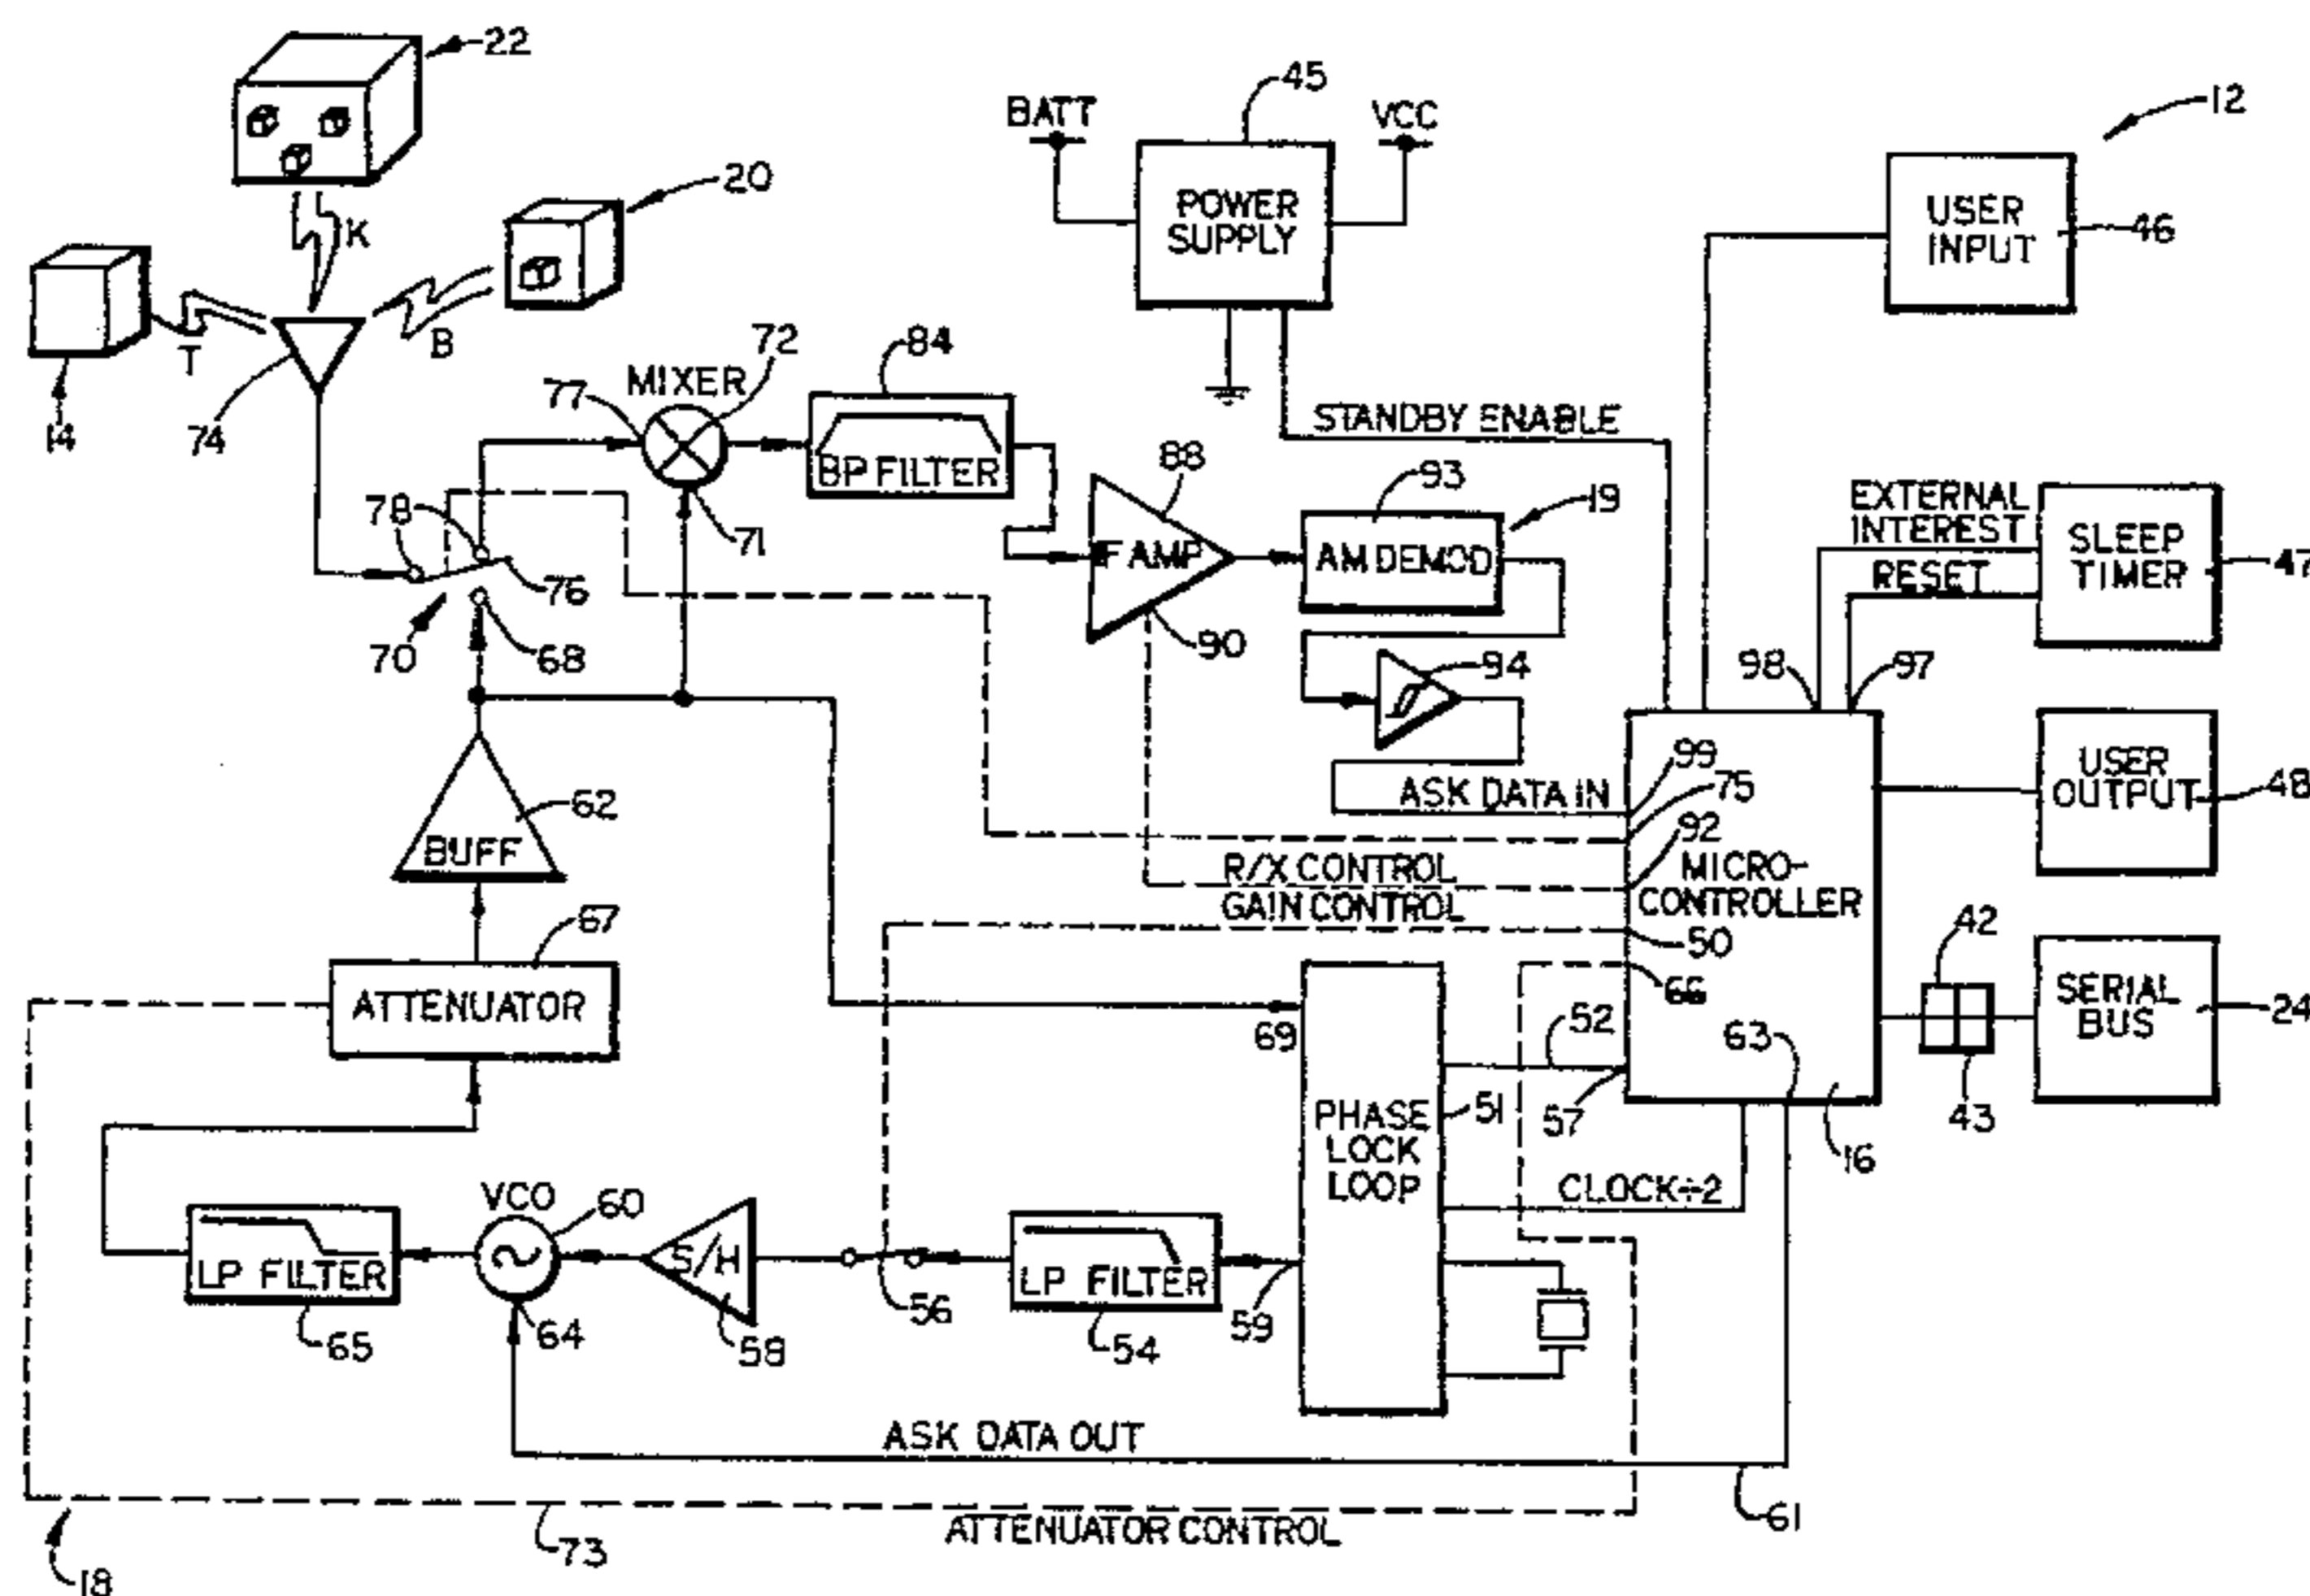 22
45
BATT
VCC
12
20
POWER
SUPPLY
USER
INPUT
46
K
14
T
74
B
77
MIXER
72
84
BP FILTER
STANDBY ENABLE
88
93
19
EXTERNAL
INTEREST
RESET
SLEEP
TIMER
47
78
71
IF AMP
AM DEMOD
76
70
68
90
94
98
97
99
75
ASK DATA IN
92
USER
OUTPUT
48
62
BUFF
R/X CONTROL
GAIN CONTROL
MICRO-
CONTROLLER
50
42
67
ATTENUATOR
66
69
52
63
SERIAL
BUS
24
PHASE
LOCK
LOOP
51
57
43
16
CLOCK÷2
VCO
60
LP FILTER
S/H
LP FILTER
65
64
58
56
54
59
ASK DATA OUT
ATTENUATOR CONTROL
61
73
18